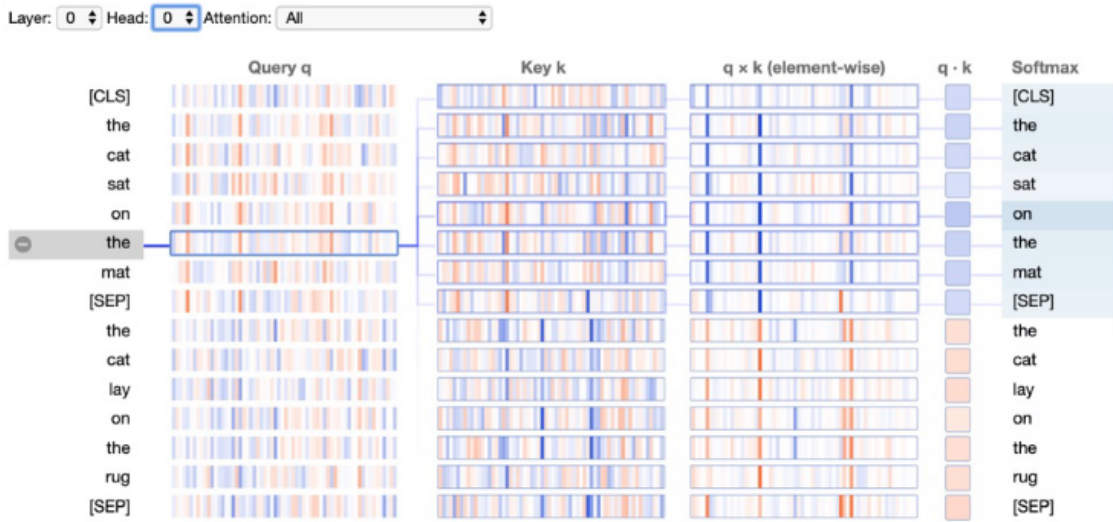 Layer: 0 Head: 0 Attention: All
Query q Key k q × k (element-wise) q · k Softmax
[CLS] [CLS]
the the
cat cat
sat sat
on on
the the
mat mat
[SEP] [SEP]
the the
cat cat
lay lay
on on
the the
rug rug
[SEP] [SEP]